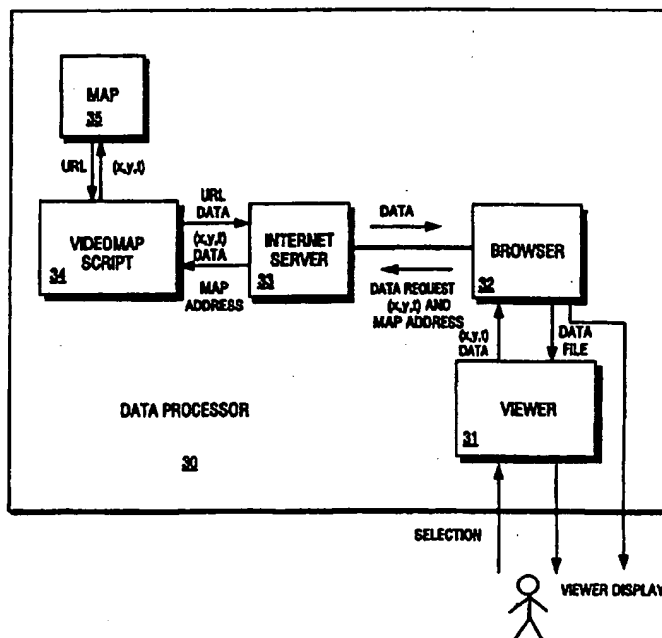 MAP
35
URL
(x,y,t)
VIDEOMAP
SCRIPT
34
URL
DATA
(x,y,t)
DATA
MAP
ADDRESS
INTERNET
SERVER
33
DATA
DATA REQUEST
(x,y,t) AND
MAP ADDRESS
BROWSER
32
(x,y,t)
DATA
DATA
FILE
VIEWER
31
DATA PROCESSOR
30
SELECTION
VIEWER DISPLAY